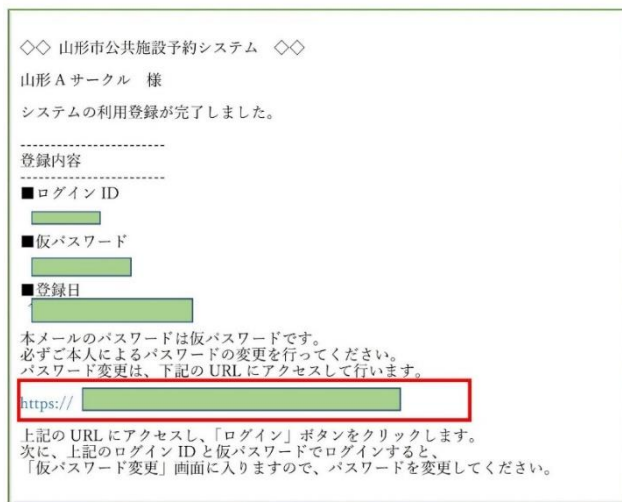 ◇◇ 山形市公共施設予約システム ◇◇
山形 A サークル 様
システムの利用登録が完了しました。
------------------------
登録内容
------------------------
■ログイン ID
■仮パスワード
■登録日
本メールのパスワードは仮パスワードです。
必ずご本人によるパスワードの変更を行ってください。
パスワード変更は、下記の URL にアクセスして行います。
https://
上記の URL にアクセスし、「ログイン」ボタンをクリックします。
次に、上記のログイン ID と仮パスワードでログインすると、
「仮パスワード変更」画面に入りますので、パスワードを変更してください。